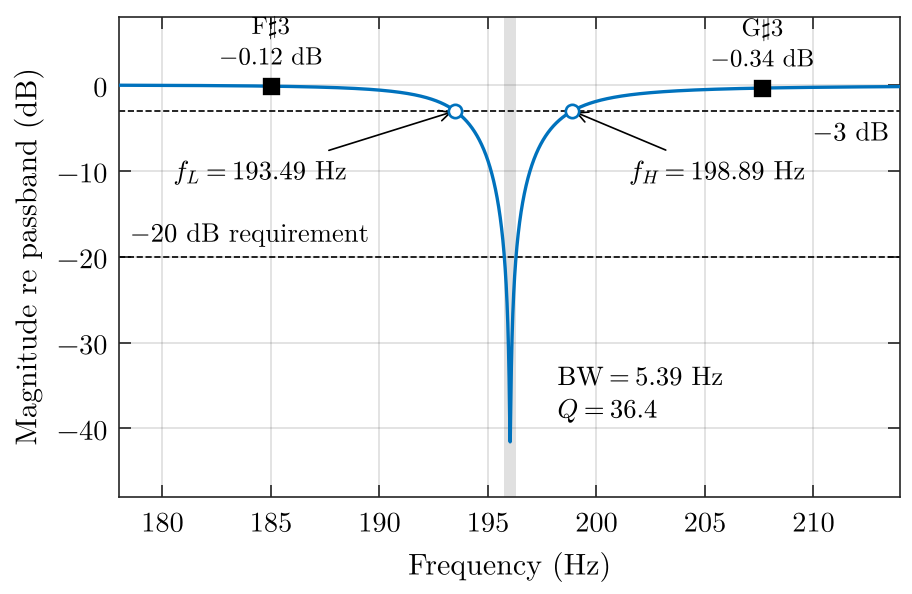 F♯3
−0.12 dB
G♯3
−0.34 dB
−3 dB
f_L = 193.49 Hz
f_H = 198.89 Hz
−20 dB requirement
BW = 5.39 Hz
Q = 36.4
0
−10
−20
−30
−40
Magnitude re passband (dB)
180 185 190 195 200 205 210
Frequency (Hz)